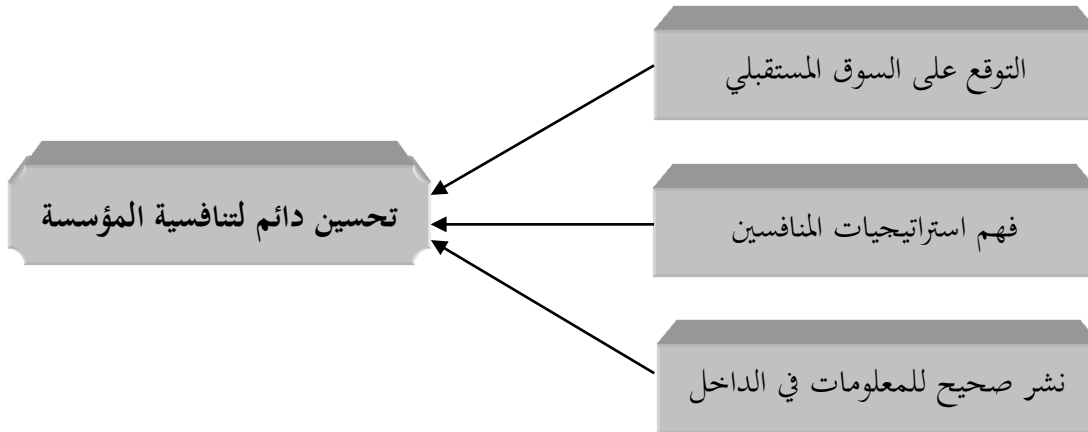 التوقع على السوق المستقبلي
فهم استراتيجيات المنافسين
نشر صحيح للمعلومات في الداخل
تحسين دائم لتنافسية المؤسسة